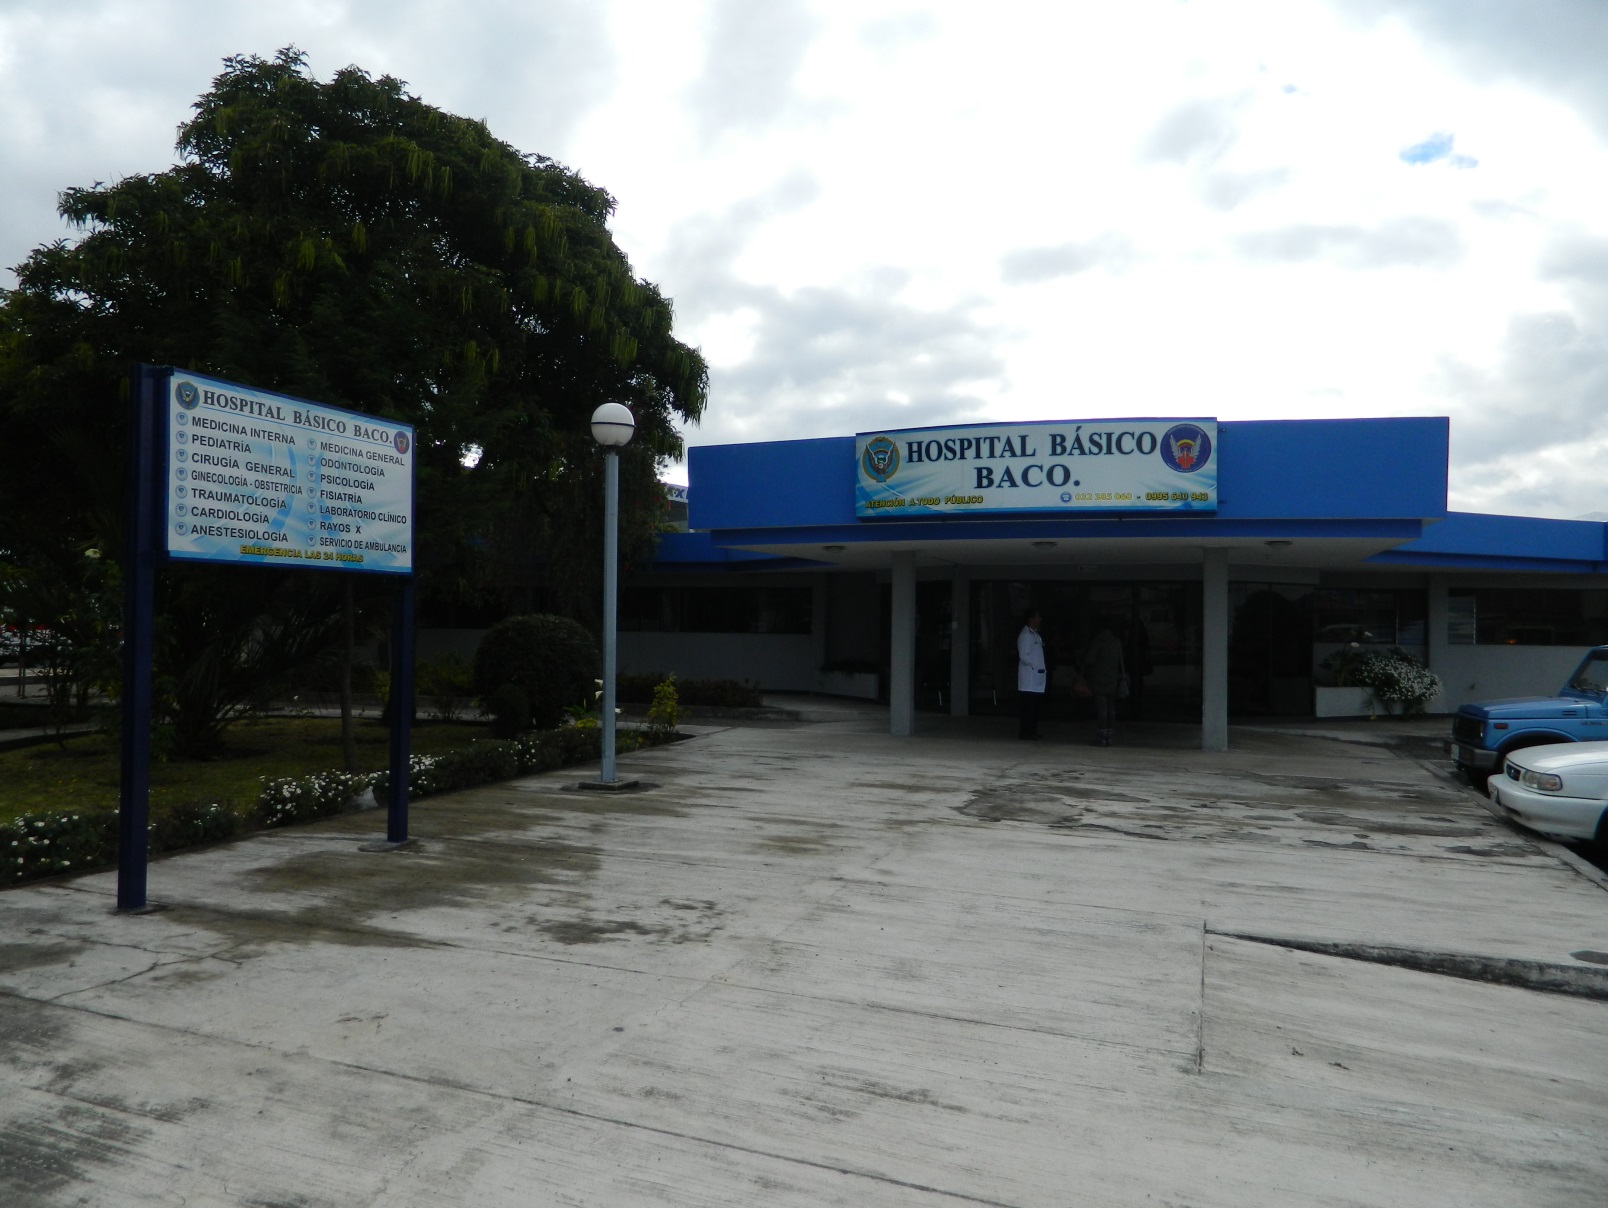 HOSPITAL BÁSICO BACO.
MEDICINA INTERNA
PEDIATRÍA
CIRUGÍA GENERAL
GINECOLOGÍA - OBSTETRICIA
TRAUMATOLOGÍA
CARDIOLOGÍA
ANESTESIOLOGÍA
MEDICINA GENERAL
ODONTOLOGÍA
PSICOLOGÍA
FISIATRÍA
LABORATORIO CLÍNICO
RAYOS X
SERVICIO DE AMBULANCIA
EMERGENCIA LAS 24 HORAS
HOSPITAL BÁSICO
BACO.
ATENCIÓN A TODO PÚBLICO